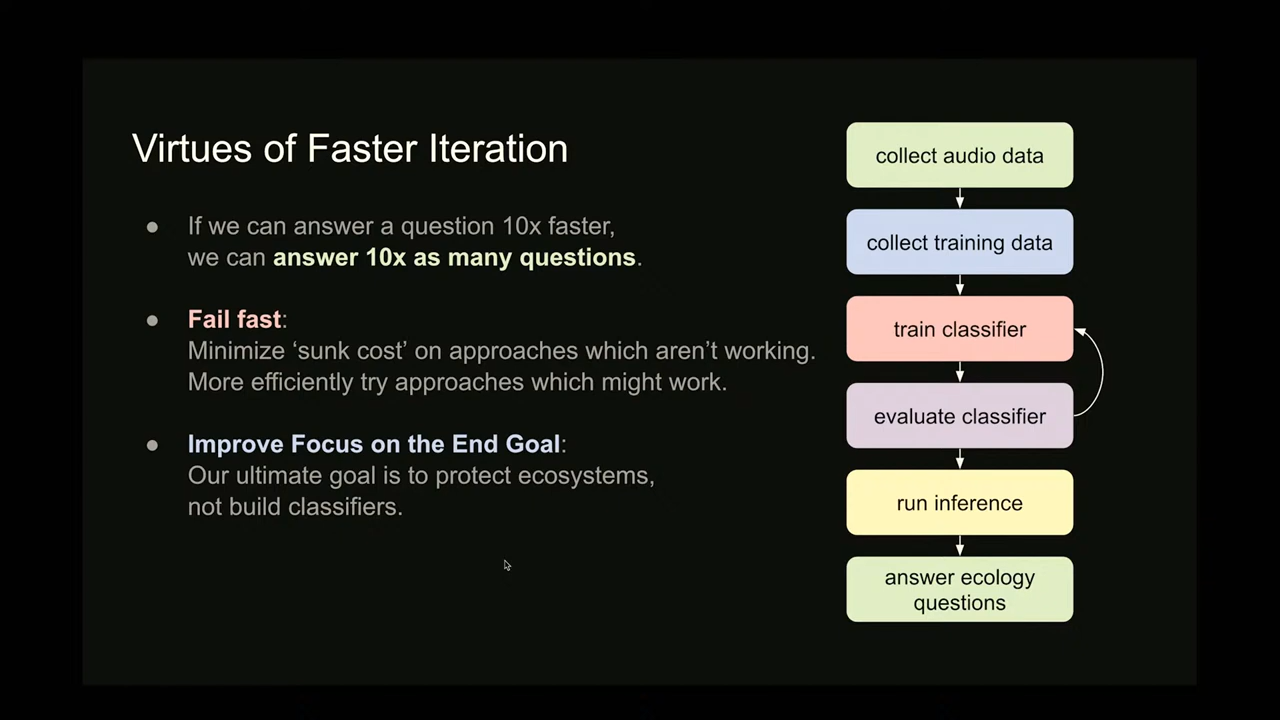 Virtues of Faster Iteration
● If we can answer a question 10x faster,
we can answer 10x as many questions.
● Fail fast:
Minimize ‘sunk cost’ on approaches which aren’t working.
More efficiently try approaches which might work.
● Improve Focus on the End Goal:
Our ultimate goal is to protect ecosystems,
not build classifiers.
collect audio data
collect training data
train classifier
evaluate classifier
run inference
answer ecology
questions